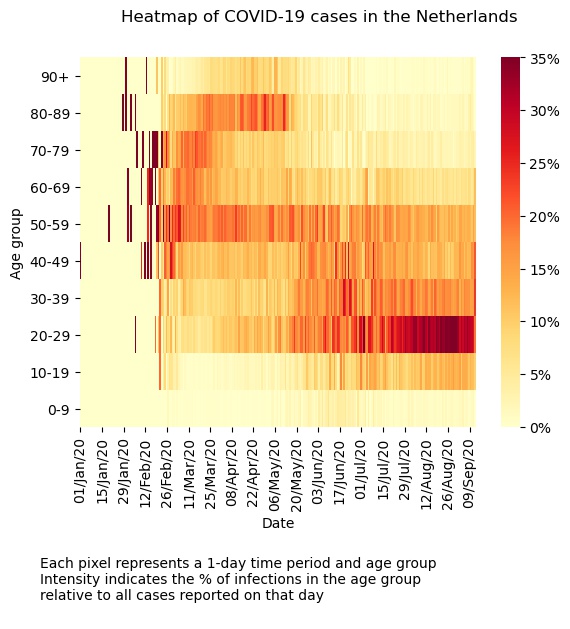 Heatmap of COVID-19 cases in the Netherlands
90+
80-89
70-79
60-69
50-59
40-49
30-39
20-29
10-19
0-9
Age group
35%
30%
25%
20%
15%
10%
5%
0%
01/Jan/20
15/Jan/20
29/Jan/20
12/Feb/20
26/Feb/20
11/Mar/20
25/Mar/20
08/Apr/20
22/Apr/20
06/May/20
20/May/20
03/Jun/20
17/Jun/20
01/Jul/20
15/Jul/20
29/Jul/20
12/Aug/20
26/Aug/20
09/Sep/20
Date
Each pixel represents a 1-day time period and age group
Intensity indicates the % of infections in the age group
relative to all cases reported on that day